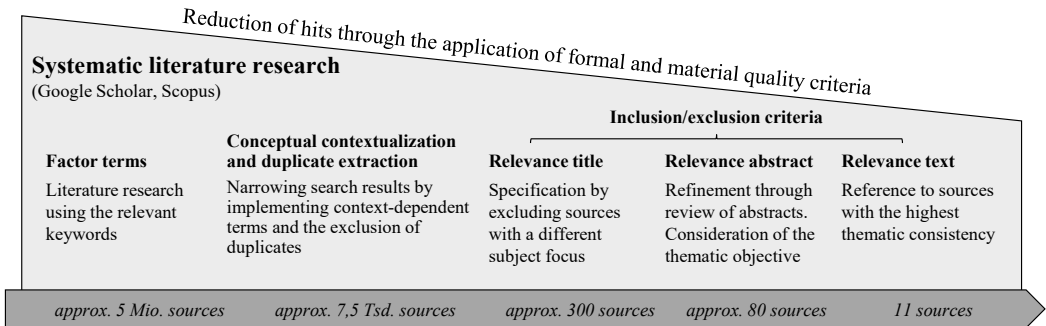 Reduction of hits through the application of formal and material quality criteria
Systematic literature research
(Google Scholar, Scopus)
Inclusion/exclusion criteria
Factor terms
Literature research
using the relevant
keywords
Conceptual contextualization
and duplicate extraction
Narrowing search results by
implementing context-dependent
terms and the exclusion of
duplicates
Relevance title
Specification by
excluding sources
with a different
subject focus
Relevance abstract
Refinement through
review of abstracts.
Consideration of the
thematic objective
Relevance text
Reference to sources
with the highest
thematic consistency
approx. 5 Mio. sources
approx. 7,5 Tsd. sources
approx. 300 sources
approx. 80 sources
11 sources